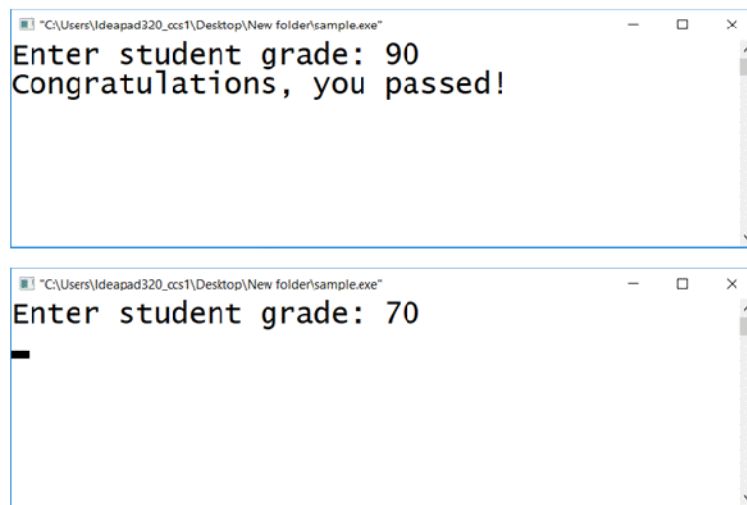 "C:\Users\Ideapad320_ccs1\Desktop\New folder\sample.exe"
Enter student grade: 90
Congratulations, you passed!
"C:\Users\Ideapad320_ccs1\Desktop\New folder\sample.exe"
Enter student grade: 70